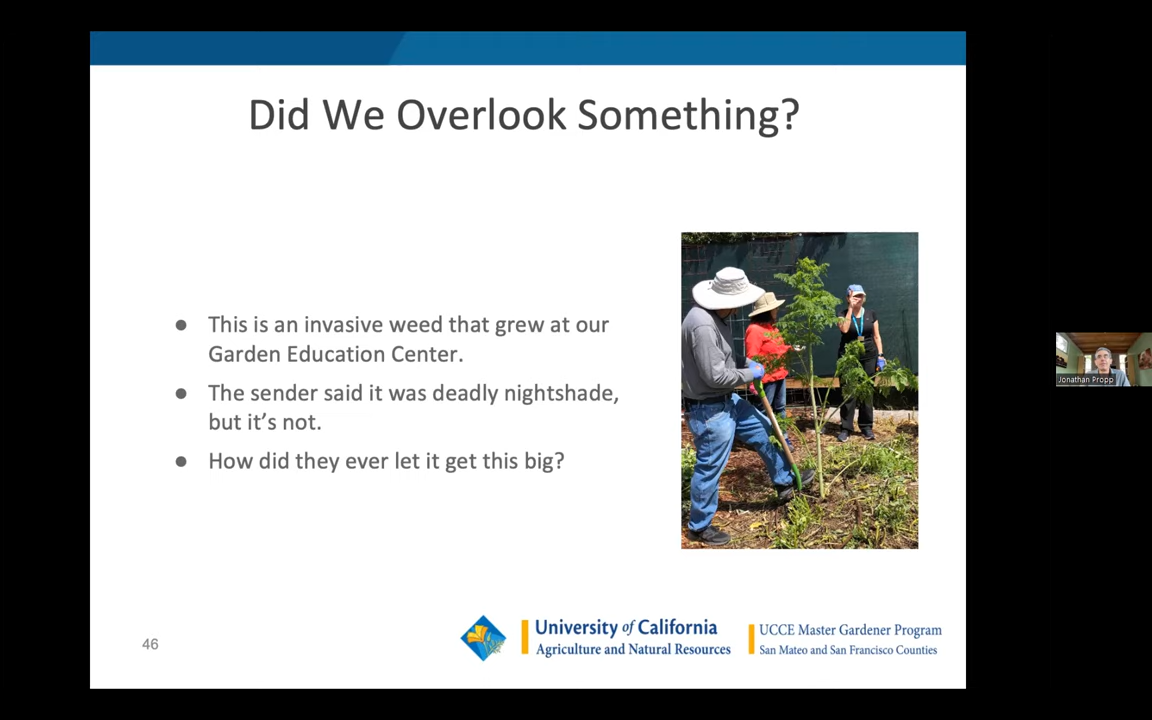 Did We Overlook Something?
● This is an invasive weed that grew at our
Garden Education Center.
● The sender said it was deadly nightshade,
but it’s not.
● How did they ever let it get this big?
Jonathan Propp
46
University of California
Agriculture and Natural Resources
UCCE Master Gardener Program
San Mateo and San Francisco Counties